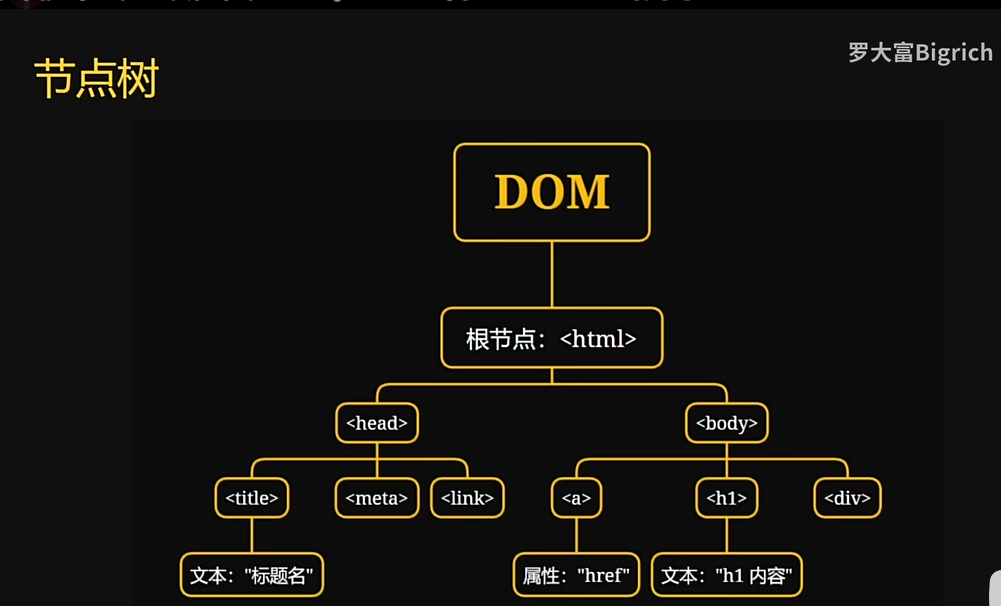 罗大富Bigrich
节点树
DOM
根节点：<html>
<head>
<body>
<title>
<meta>
<link>
<a>
<h1>
<div>
文本："标题名"
属性："href"
文本："h1 内容"